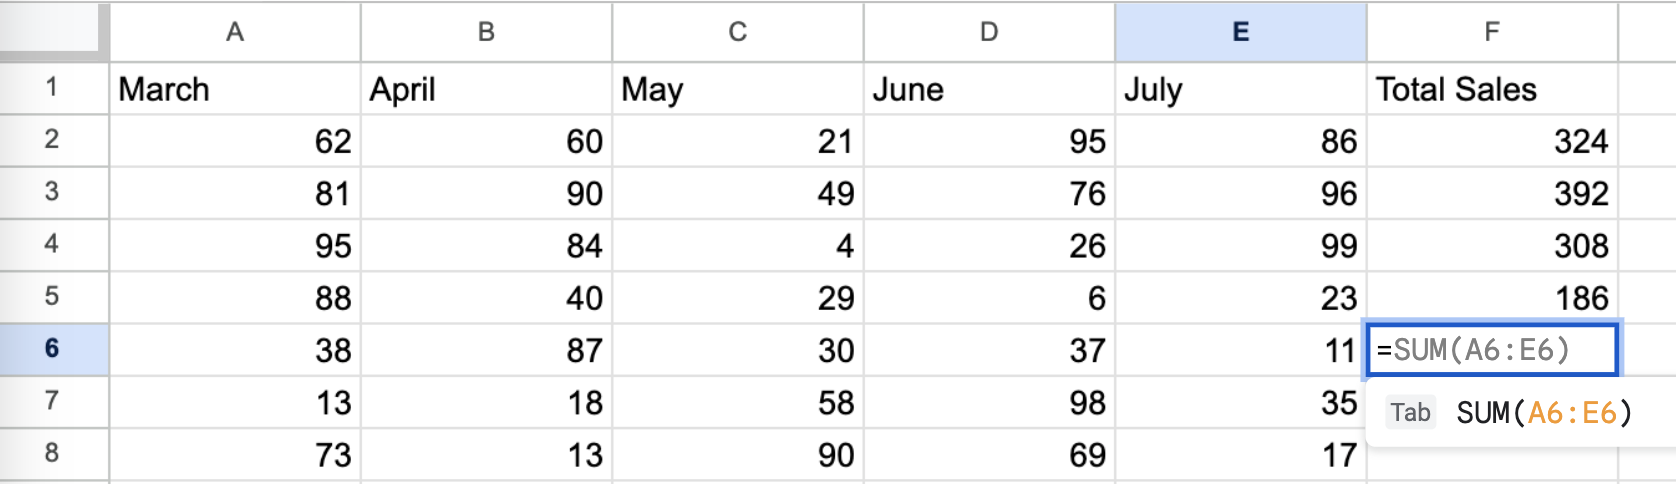 A B C D E F
1 March April May June July Total Sales
2 62 60 21 95 86 324
3 81 90 49 76 96 392
4 95 84 4 26 99 308
5 88 40 29 6 23 186
6 38 87 30 37 11 =SUM(A6:E6)
7 13 18 58 98 35 Tab SUM(A6:E6)
8 73 13 90 69 17